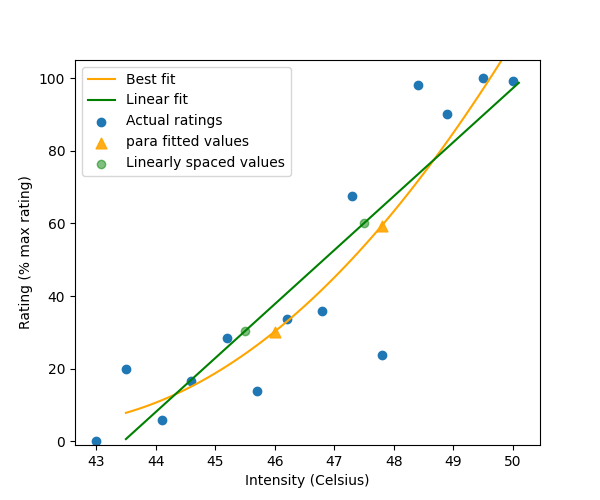 Best fit
Linear fit
Actual ratings
para fitted values
Linearly spaced values
100
80
60
40
20
0
Rating (% max rating)
43 44 45 46 47 48 49 50
Intensity (Celsius)